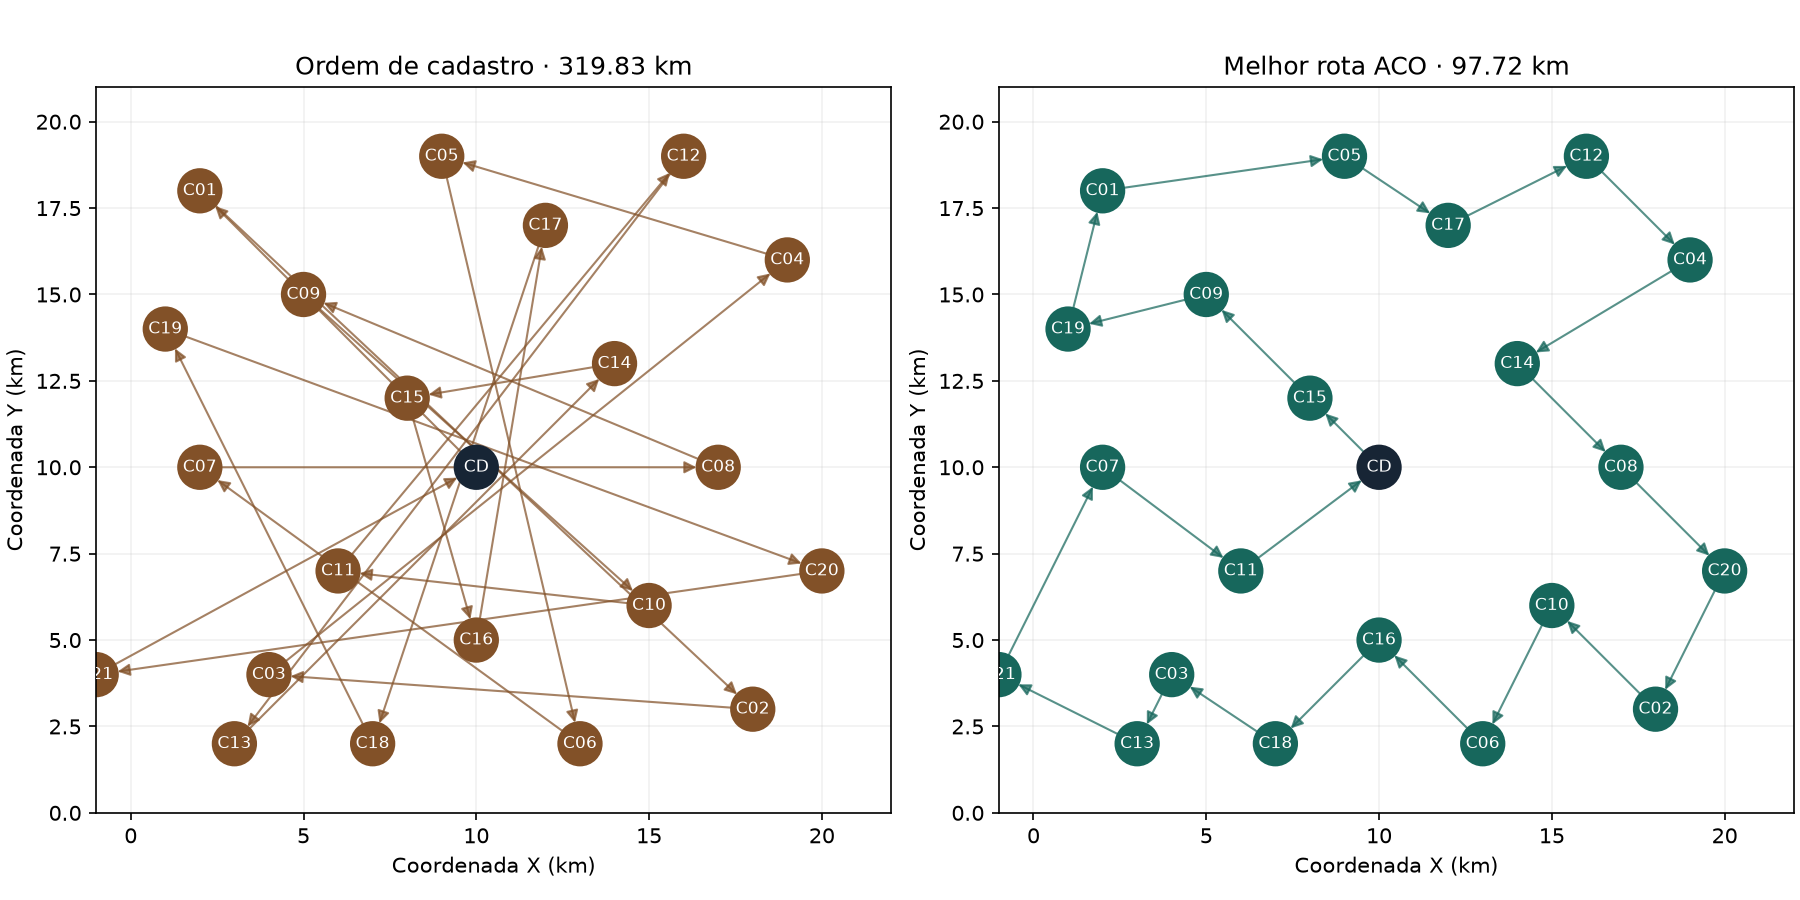 Ordem de cadastro · 319.83 km
Coordenada Y (km)
20.0
17.5
15.0
12.5
10.0
7.5
5.0
2.5
0.0
C05
C12
C01
C17
C04
C09
C19
C14
C15
C07
CD
C08
C11
C20
C10
C16
21
C03
C02
C13
C18
C06
0
5
10
15
20
Coordenada X (km)
Melhor rota ACO · 97.72 km
Coordenada Y (km)
20.0
17.5
15.0
12.5
10.0
7.5
5.0
2.5
0.0
C05
C12
C01
C17
C04
C09
C19
C14
C15
C07
CD
C08
C11
C20
C10
C16
21
C03
C02
C13
C18
C06
0
5
10
15
20
Coordenada X (km)